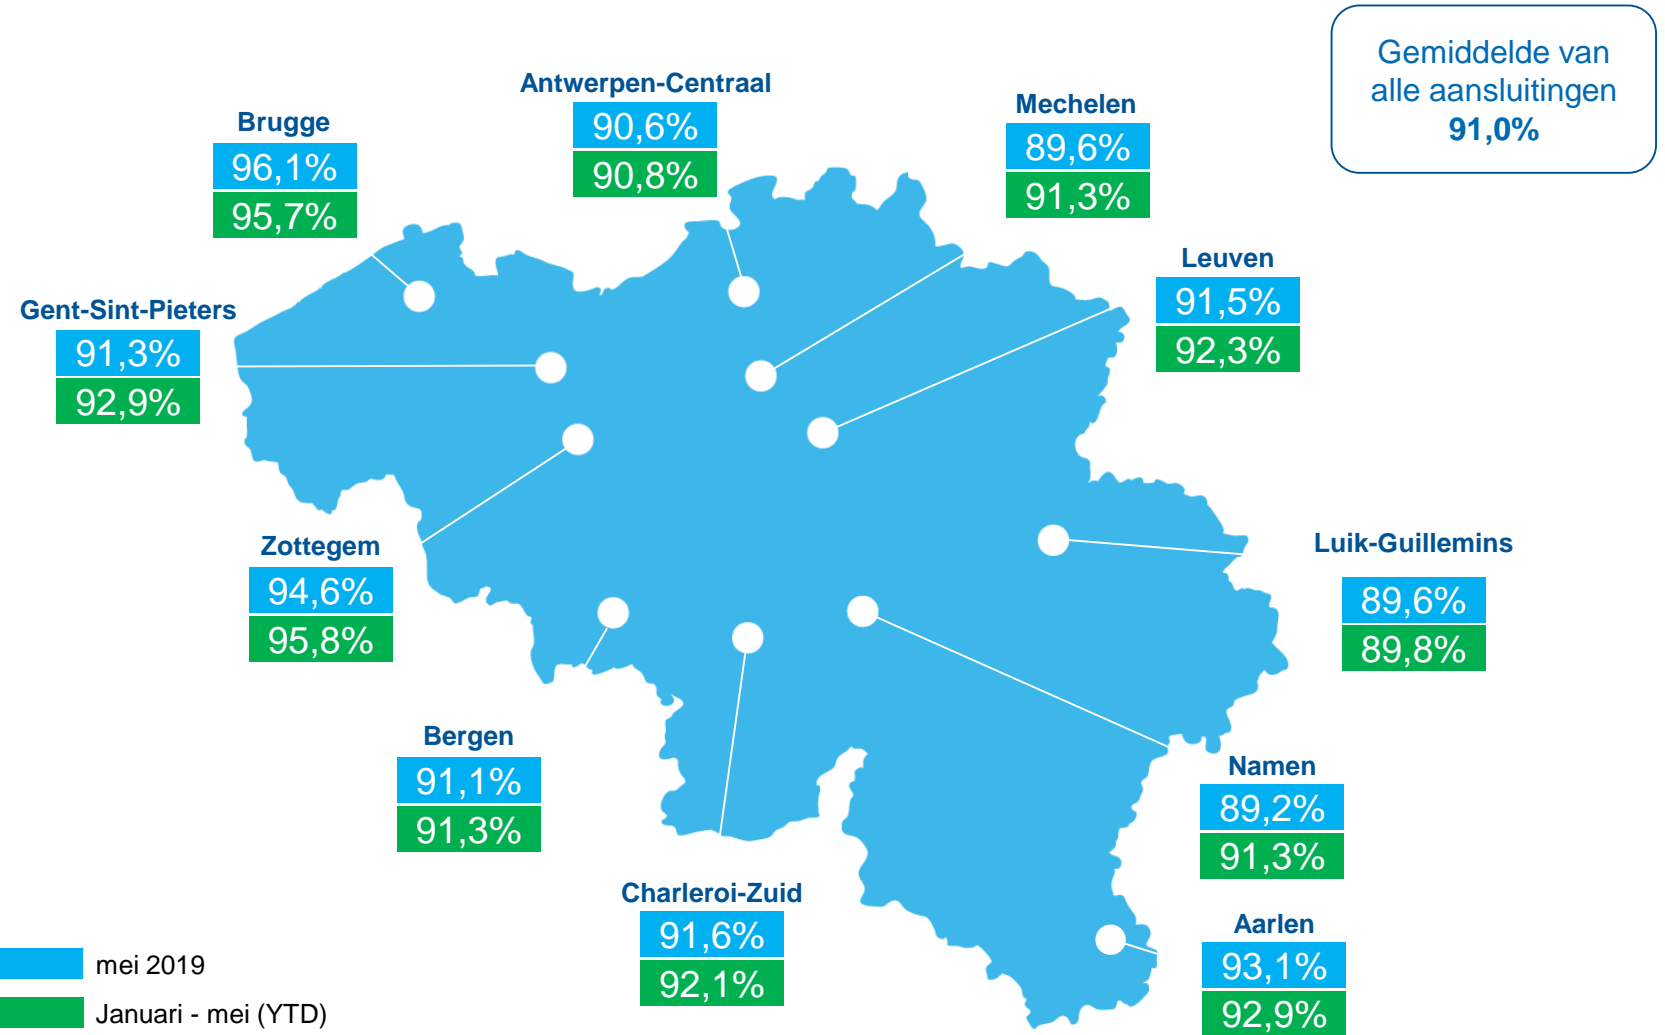 Gemiddelde van
alle aansluitingen
91,0%
Antwerpen-Centraal
90,6%
90,8%
Mechelen
89,6%
91,3%
Brugge
96,1%
95,7%
Leuven
91,5%
92,3%
Gent-Sint-Pieters
91,3%
92,9%
Zottegem
94,6%
95,8%
Luik-Guillemins
89,6%
89,8%
Bergen
91,1%
91,3%
Namen
89,2%
91,3%
Charleroi-Zuid
91,6%
92,1%
Aarlen
93,1%
92,9%
mei 2019
Januari - mei (YTD)